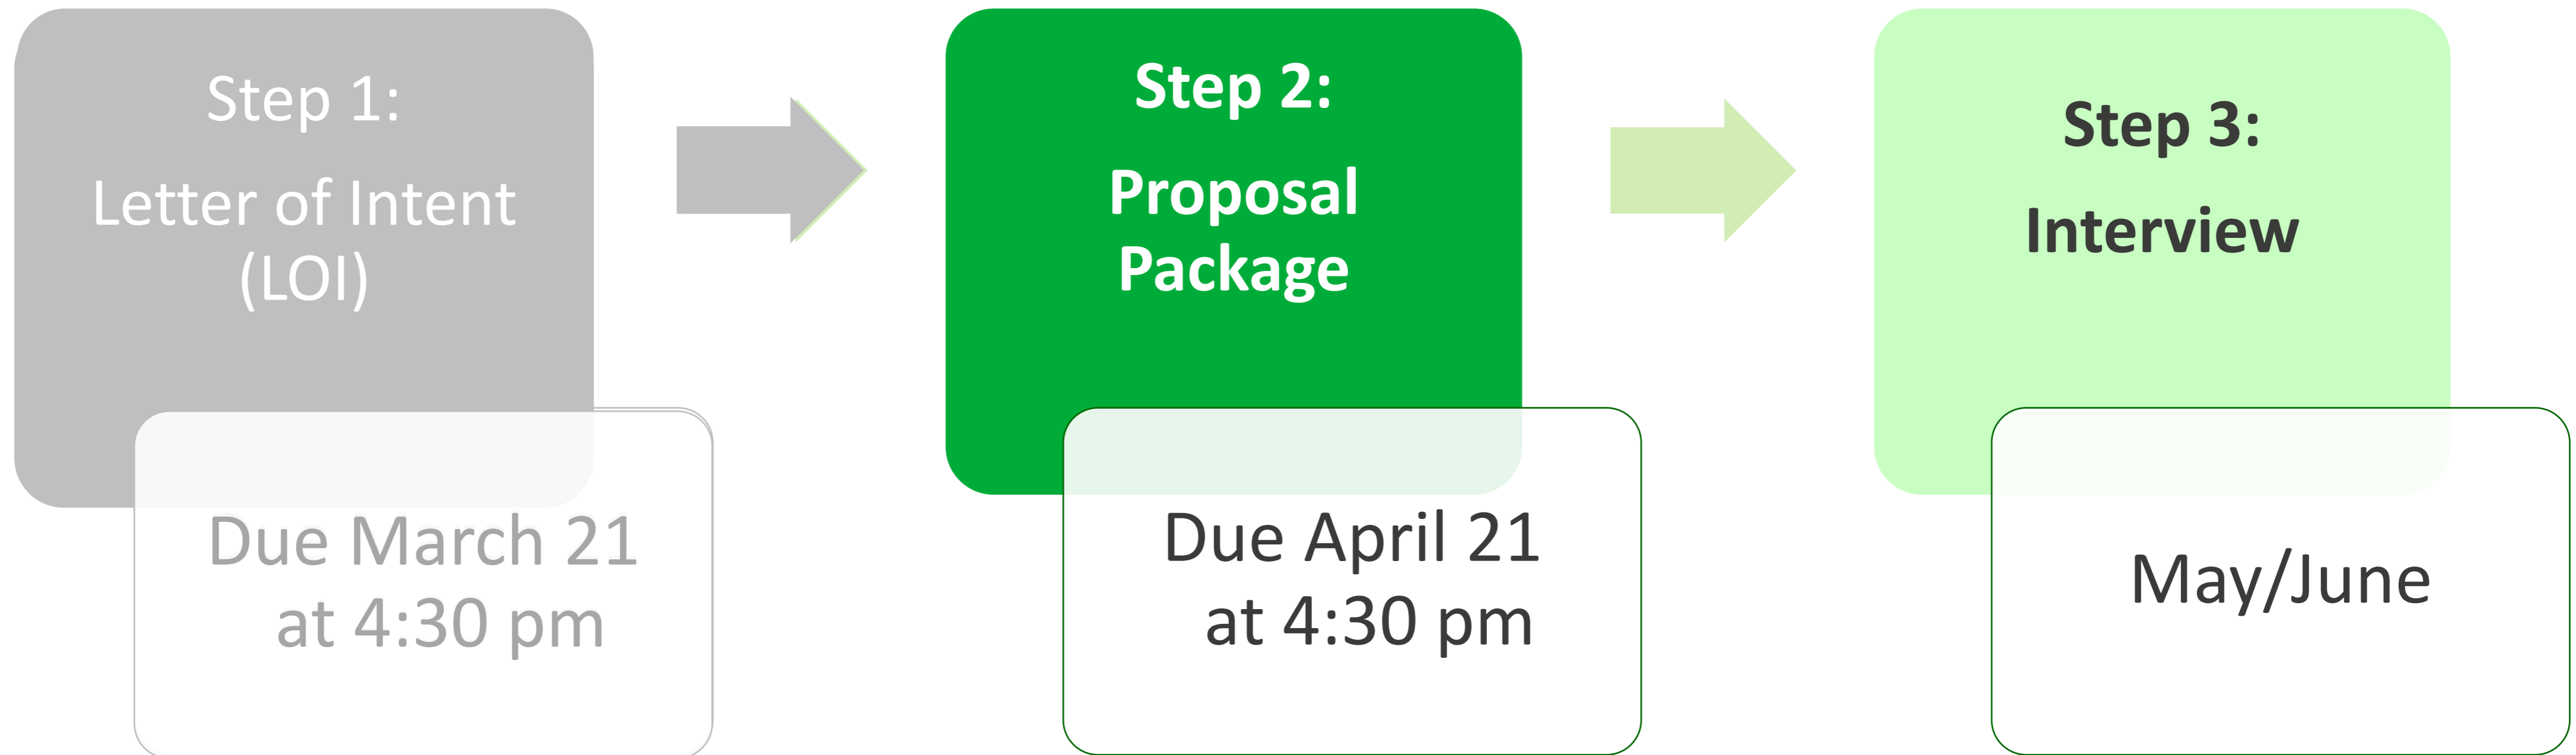 Step 1:
Letter of Intent
(LOI)
Due March 21
at 4:30 pm
Step 2:
Proposal
Package
Due April 21
at 4:30 pm
Step 3:
Interview
May/June